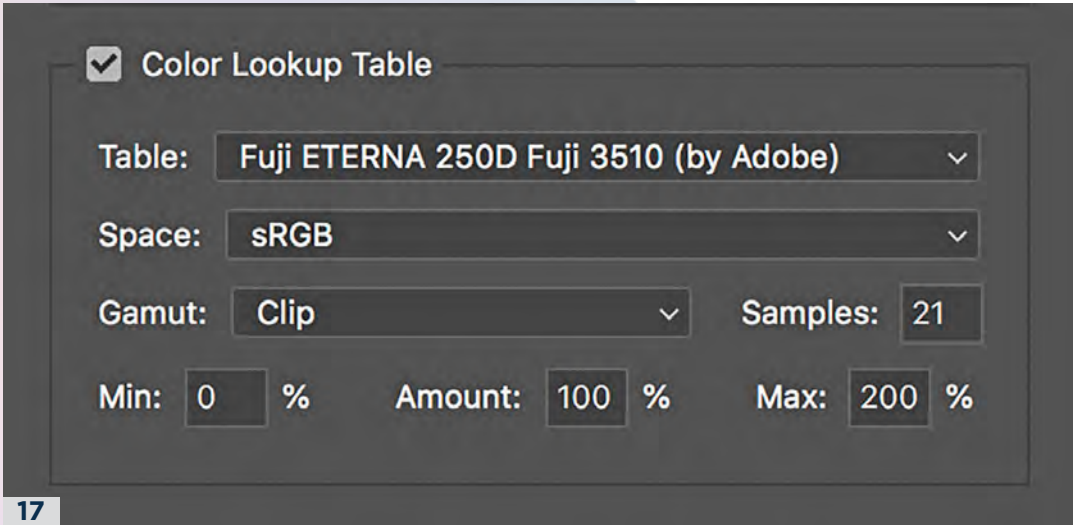 Color Lookup Table
Table: Fuji ETERNA 250D Fuji 3510 (by Adobe)
Space: sRGB
Gamut: Clip Samples: 21
Min: 0 % Amount: 100 % Max: 200 %
17